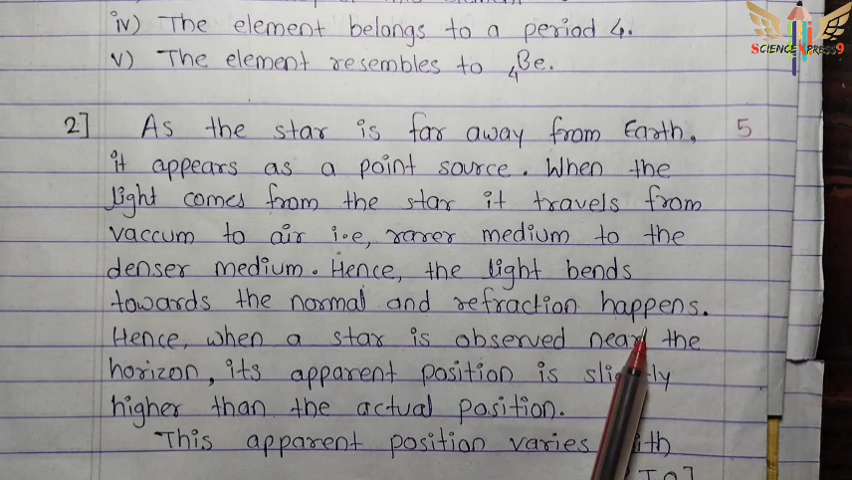 iv) The element belongs to a period 4.
v) The element resembles to ₄Be.
SCIENCEXPRESS9
2] As the star is far away from Earth, 5
it appears as a point source. When the
light comes from the star it travels from
vaccum to air i.e, rarer medium to the
denser medium. Hence, the light bends
towards the normal and refraction happens.
Hence, when a star is observed near the
horizon, its apparent position is slightly
higher than the actual position.
This apparent position varies with